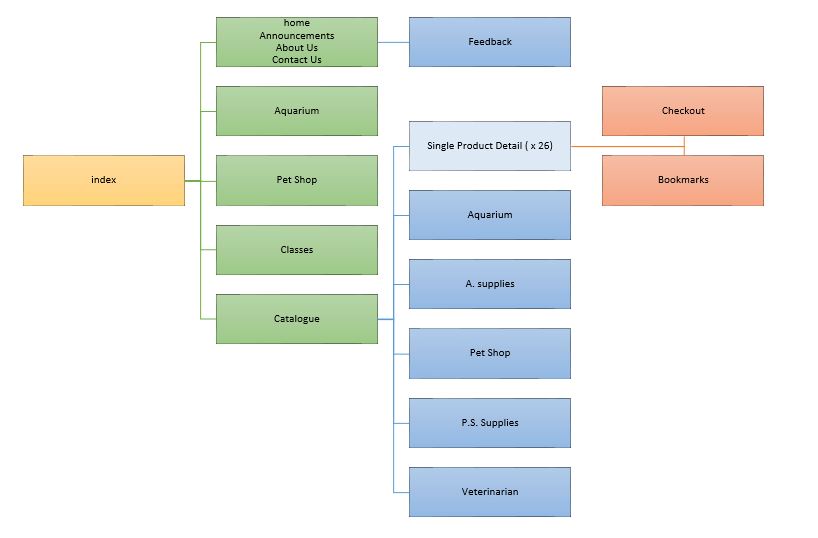 home
Announcements
About Us
Contact Us
Feedback
Aquarium
Checkout
Single Product Detail ( x 26)
index
Pet Shop
Bookmarks
Aquarium
Classes
A. supplies
Catalogue
Pet Shop
P.S. Supplies
Veterinarian